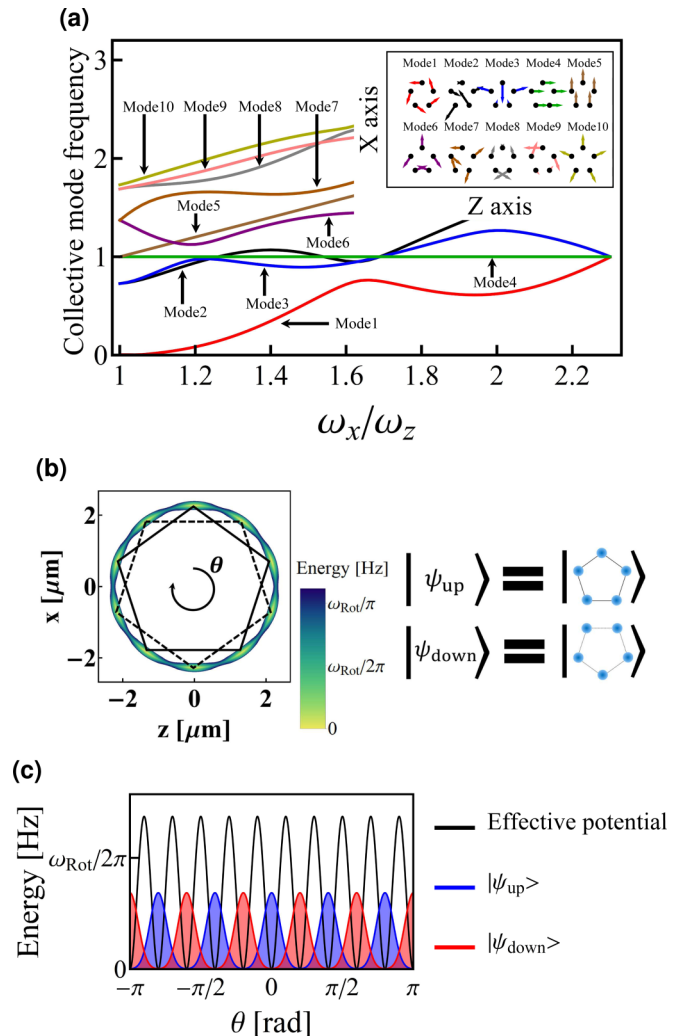 (a)
Collective mode frequency
3
2
1
0
Mode10 Mode9 Mode8 Mode7
Mode5
Mode6
Mode2
Mode3
Mode4
Mode1
X axis
Mode1 Mode2 Mode3 Mode4 Mode5
Mode6 Mode7 Mode8 Mode9 Mode10
Z axis
1 1.2 1.4 1.6 1.8 2 2.2
ωx/ωz
(b)
x [μm]
2
0
−2
θ
−2 0 2
z [μm]
Energy [Hz]
ωRot/π
ωRot/2π
0
|ψup⟩ = | ⟩
|ψdown⟩ = | ⟩
(c)
Energy [Hz]
ωRot/2π
0
−π −π/2 0 π/2 π
θ [rad]
Effective potential
|ψup>
|ψdown>